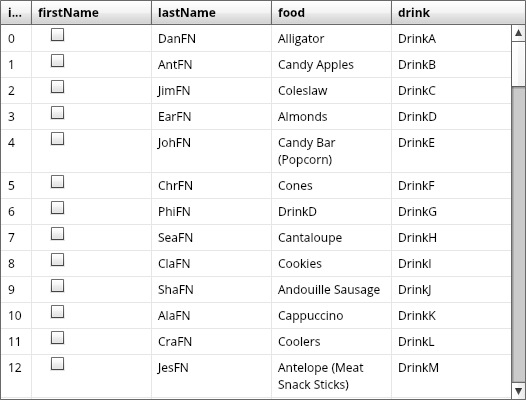 i... firstName lastName food drink
0 DanFN Alligator DrinkA
1 AntFN Candy Apples DrinkB
2 JimFN Coleslaw DrinkC
3 EarFN Almonds DrinkD
4 JohFN Candy Bar DrinkE
(Popcorn)
5 ChrFN Cones DrinkF
6 PhiFN DrinkD DrinkG
7 SeaFN Cantaloupe DrinkH
8 ClaFN Cookies DrinkI
9 ShaFN Andouille Sausage DrinkJ
10 AlaFN Cappuccino DrinkK
11 CraFN Coolers DrinkL
12 JesFN Antelope (Meat DrinkM
Snack Sticks)